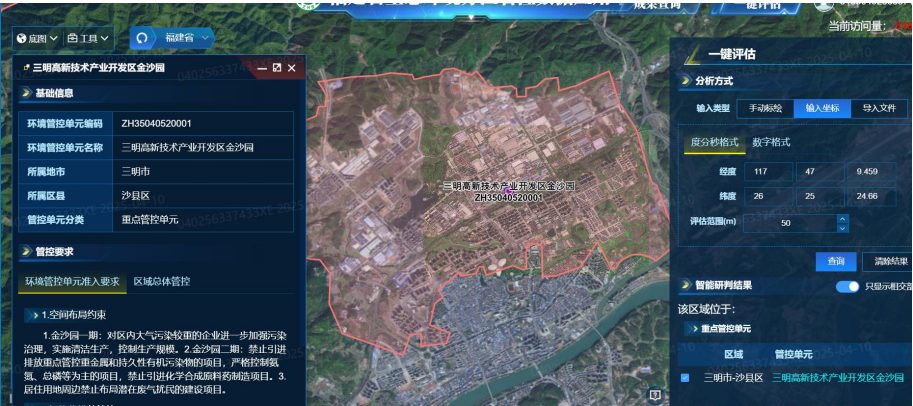 成果查询
一键评估
当前访问量：
底图
工具
福建省
三明高新技术产业开发区金沙园
基础信息
环境管控单元编码 ZH35040520001
环境管控单元名称 三明高新技术产业开发区金沙园
所属地市 三明市
所属区县 沙县区
管控单元分类 重点管控单元
管控要求
环境管控单元准入要求 区域总体管控
1.空间布局约束
1.金沙园一期：对区内大气污染较重的企业进一步加强污染
治理，实施清洁生产，控制生产规模。2.金沙园二期：禁止引进
排放重点管控重金属和持久性有机污染物的项目，严格控制氨
氮、总磷等为主的项目，禁止引进化学合成原料药制造项目。3.
居住用地周边禁止布局潜在废气扰民的建设项目。
三明高新技术产业开发区金沙园
ZH35040520001
一键评估
分析方式
输入类型 手动标绘 输入坐标 导入文件
度分秒格式 数字格式
经度 117 47 9.459
纬度 26 25 24.66
评估范围(m) 50
查询 清除结果
智能研判结果 只显示相交部
该区域位于：
重点管控单元
区域 管控单元
三明市-沙县区 三明高新技术产业开发区金沙园